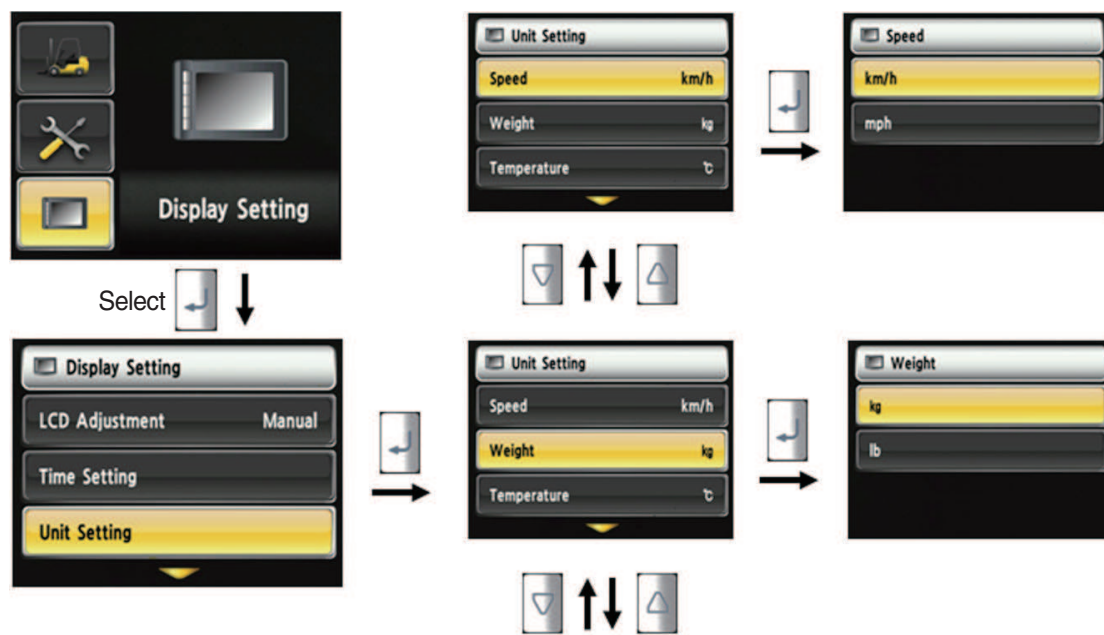 Display Setting
Select
Display Setting
LCD Adjustment Manual
Time Setting
Unit Setting
Unit Setting
Speed km/h
Weight kg
Temperature ℃
Speed
km/h
mph
Unit Setting
Speed km/h
Weight kg
Temperature ℃
Weight
kg
lb